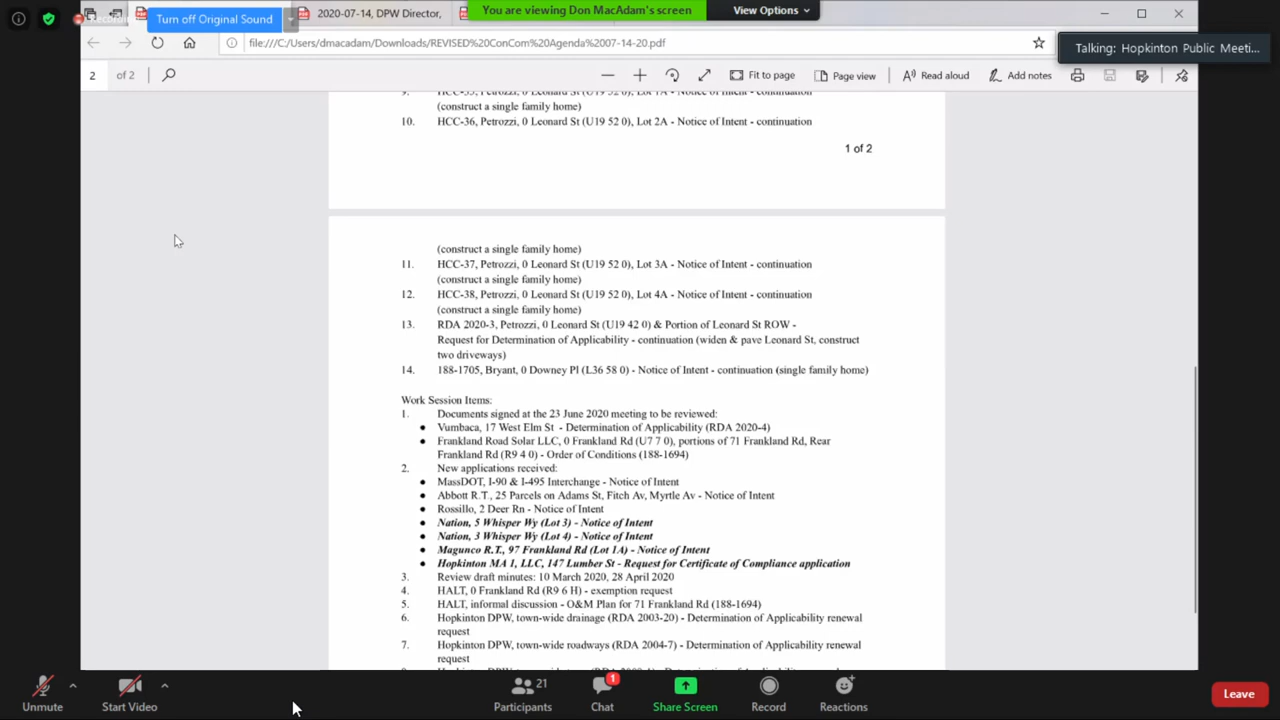 Turn off Original Sound
2020-07-14, DPW Director,
You are viewing Don MacAdam's screen
View Options
file:///C:/Users/dmacadam/Downloads/REVISED%20ConCom%20Agenda%2007-14-20.pdf
Talking: Hopkinton Public Meeti...
2 of 2
Fit to page
Page view
Read aloud
Add notes
(construct a single family home)
10. HCC-36, Petrozzi, 0 Leonard St (U19 52 0), Lot 2A - Notice of Intent - continuation
1 of 2
(construct a single family home)
11. HCC-37, Petrozzi, 0 Leonard St (U19 52 0), Lot 3A - Notice of Intent - continuation
(construct a single family home)
12. HCC-38, Petrozzi, 0 Leonard St (U19 52 0), Lot 4A - Notice of Intent - continuation
(construct a single family home)
13. RDA 2020-3, Petrozzi, 0 Leonard St (U19 42 0) & Portion of Leonard St ROW -
Request for Determination of Applicability - continuation (widen & pave Leonard St, construct
two driveways)
14. 188-1705, Bryant, 0 Downey Pl (L36 58 0) - Notice of Intent - continuation (single family home)
Work Session Items:
1. Documents signed at the 23 June 2020 meeting to be reviewed:
● Vumbaca, 17 West Elm St - Determination of Applicability (RDA 2020-4)
● Frankland Road Solar LLC, 0 Frankland Rd (U7 7 0), portions of 71 Frankland Rd, Rear
Frankland Rd (R9 4 0) - Order of Conditions (188-1694)
2. New applications received:
● MassDOT, I-90 & I-495 Interchange - Notice of Intent
● Abbott R.T., 25 Parcels on Adams St, Fitch Av, Myrtle Av - Notice of Intent
● Rossillo, 2 Deer Rn - Notice of Intent
● Nation, 5 Whisper Wy (Lot 3) - Notice of Intent
● Nation, 3 Whisper Wy (Lot 4) - Notice of Intent
● Magunco R.T., 97 Frankland Rd (Lot 1A) - Notice of Intent
● Hopkinton MA 1, LLC, 147 Lumber St - Request for Certificate of Compliance application
3. Review draft minutes: 10 March 2020, 28 April 2020
4. HALT, 0 Frankland Rd (R9 6 H) - exemption request
5. HALT, informal discussion - O&M Plan for 71 Frankland Rd (188-1694)
6. Hopkinton DPW, town-wide drainage (RDA 2003-20) - Determination of Applicability renewal
request
7. Hopkinton DPW, town-wide roadways (RDA 2004-7) - Determination of Applicability renewal
request
Unmute
Start Video
21
Participants
1
Chat
Share Screen
Record
Reactions
Leave